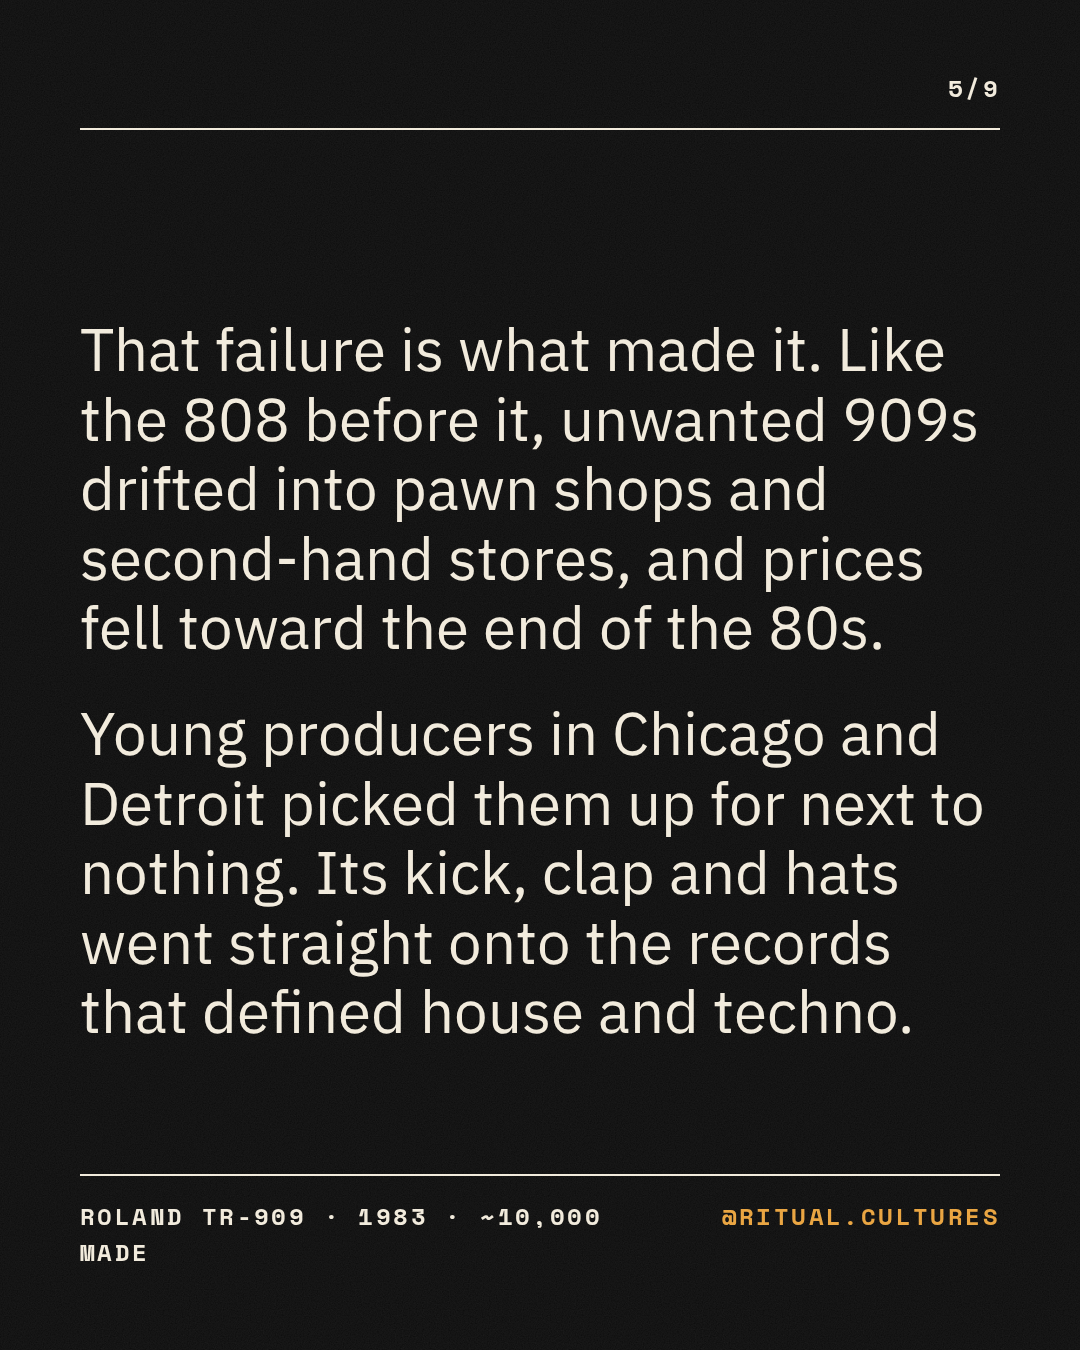 5/9
That failure is what made it. Like
the 808 before it, unwanted 909s
drifted into pawn shops and
second-hand stores, and prices
fell toward the end of the 80s.
Young producers in Chicago and
Detroit picked them up for next to
nothing. Its kick, clap and hats
went straight onto the records
that defined house and techno.
ROLAND TR-909 · 1983 · ~10,000
MADE
@RITUAL.CULTURES